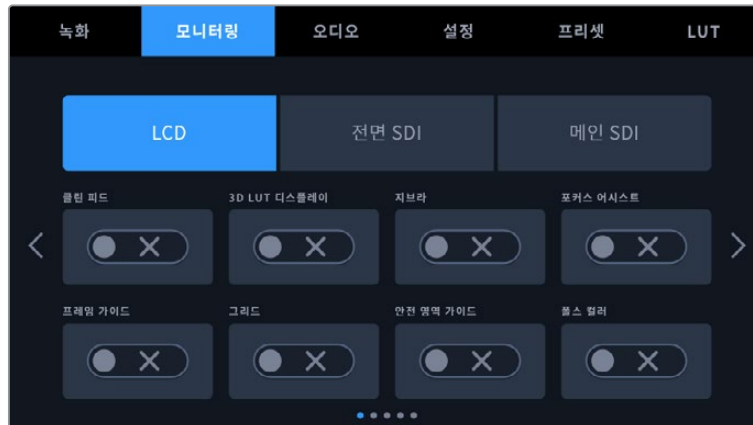 녹화 모니터링 오디오 설정 프리셋 LUT
LCD 전면 SDI 메인 SDI
클린 피드 3D LUT 디스플레이 지브라 포커스 어시스트
프레임 가이드 그리드 안전 영역 가이드 폴스 컬러